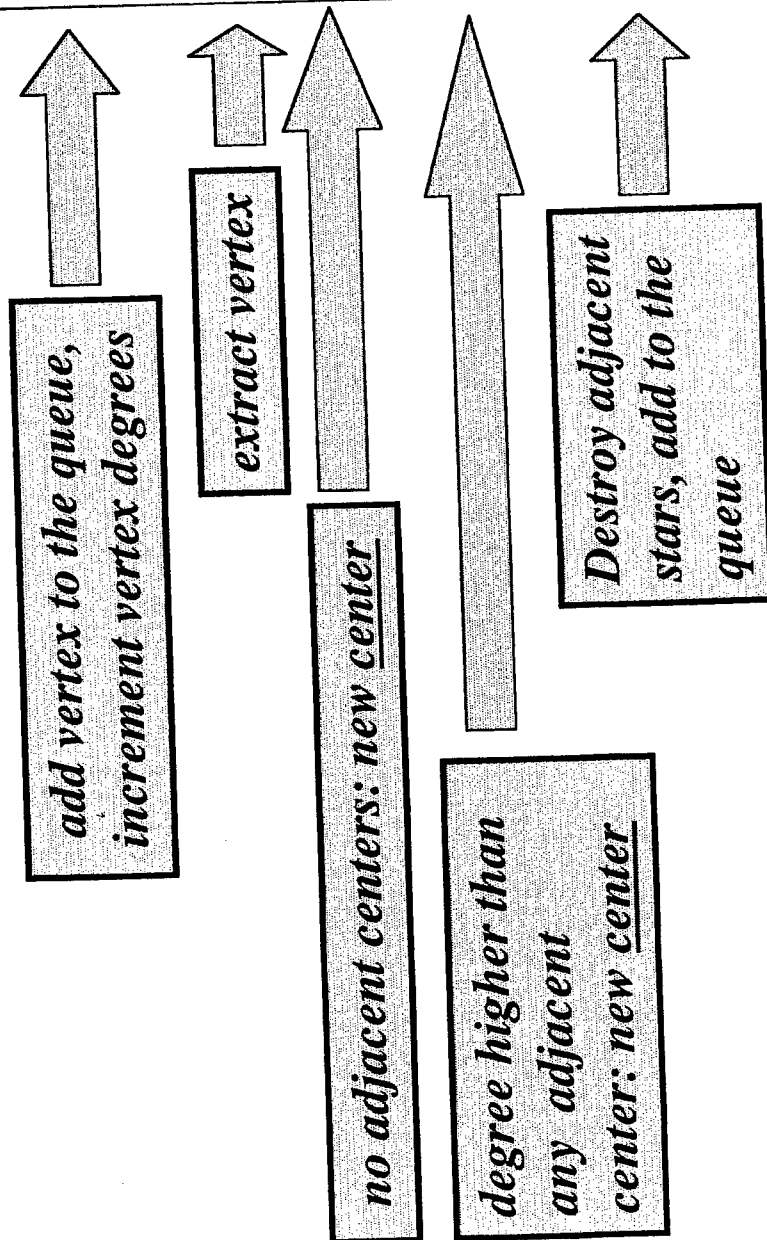 add vertex to the queue,
increment vertex degrees
extract vertex
no adjacent centers: new center
degree higher than
any adjacent
center: new center
Destroy adjacent
stars, add to the
queue